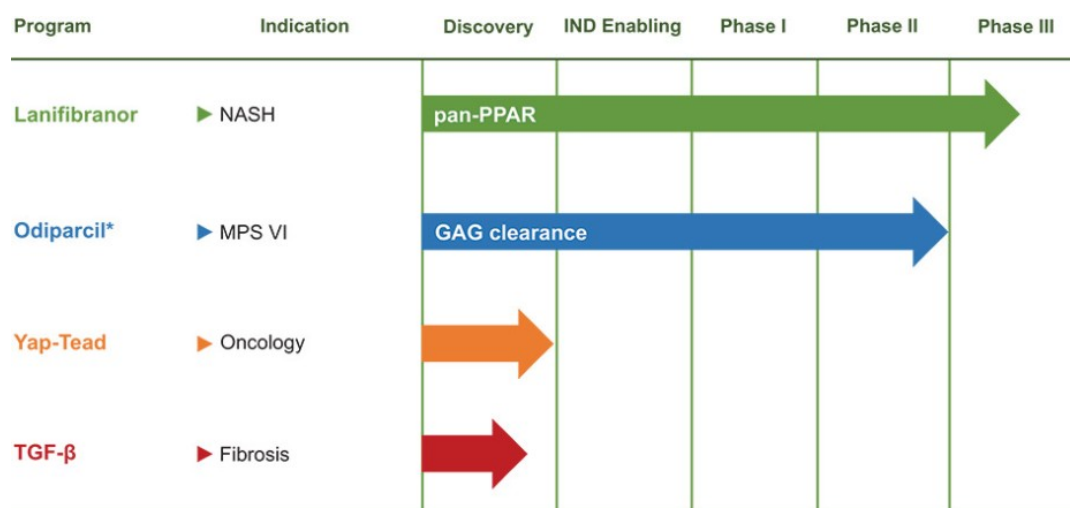 Program Indication Discovery IND Enabling Phase I Phase II Phase III
Lanifibranor NASH pan-PPAR
Odiparcil* MPS VI GAG clearance
Yap-Tead Oncology
TGF-β Fibrosis